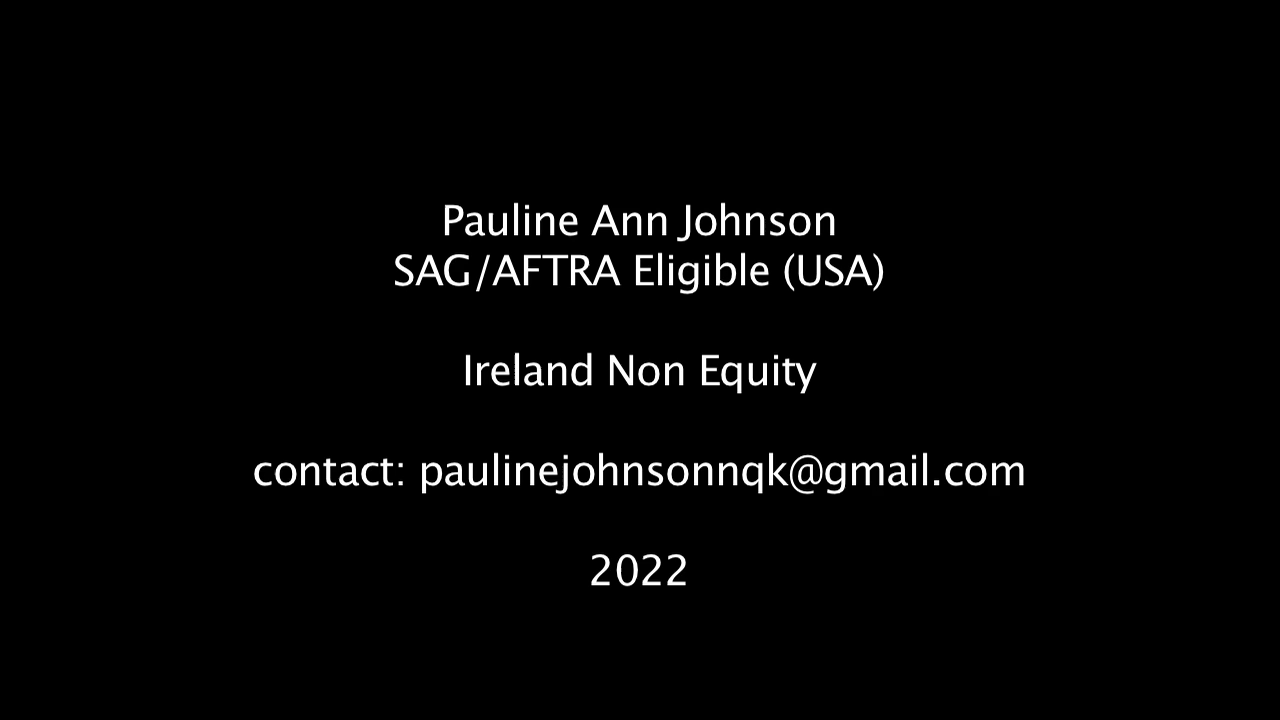 Pauline Ann Johnson
SAG/AFTRA Eligible (USA)
Ireland Non Equity
contact: paulinejohnsonnqk@gmail.com
2022